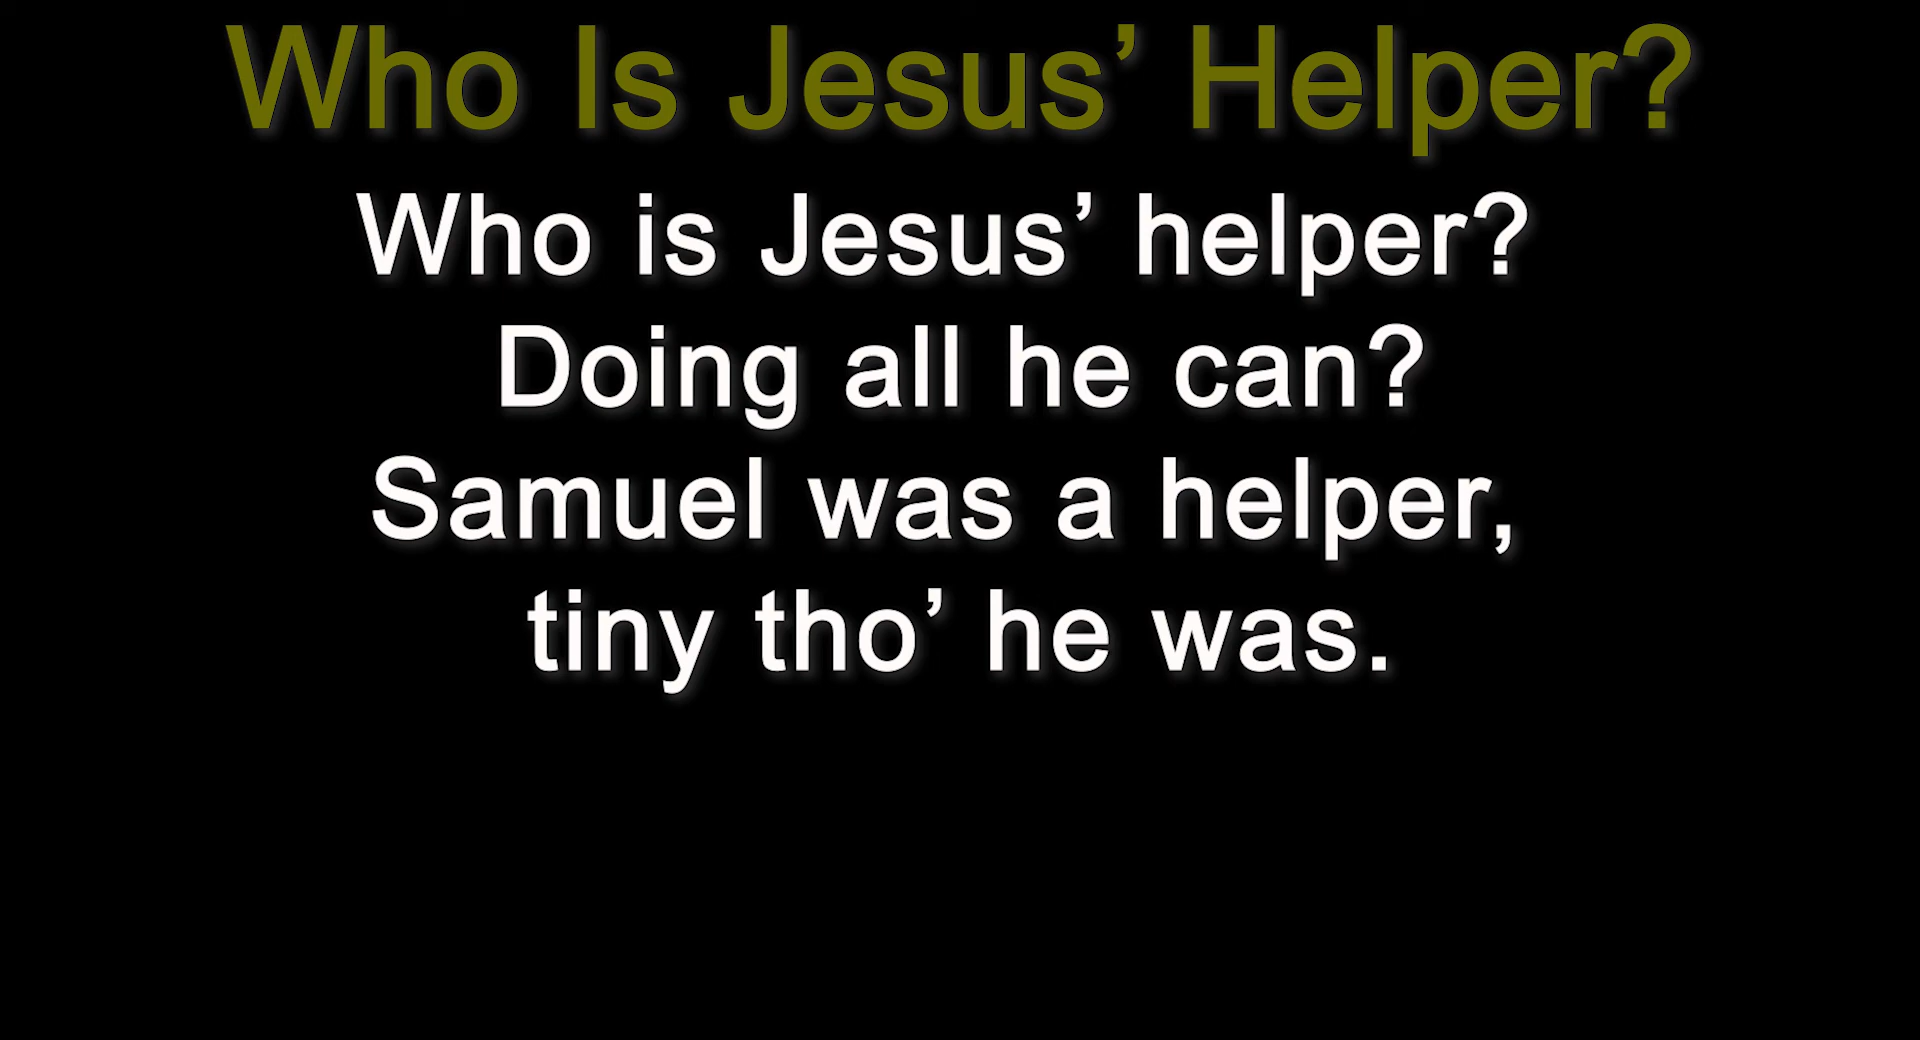 Who Is Jesus’ Helper?
Who is Jesus’ helper?
Doing all he can?
Samuel was a helper,
tiny tho’ he was.